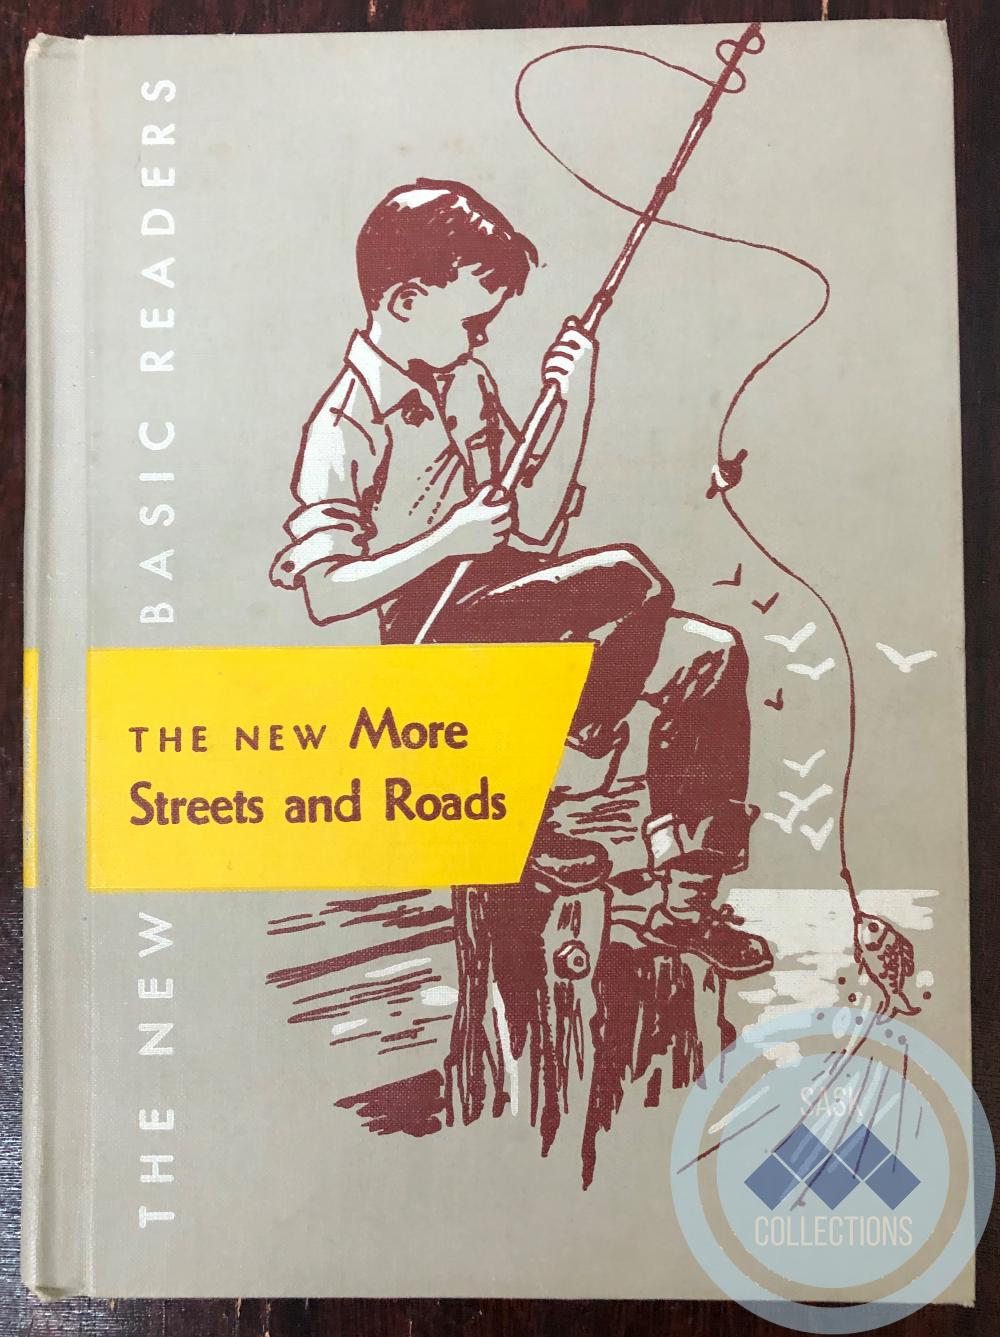 THE NEW BASIC READERS
THE NEW More
Streets and Roads
SASK
COLLECTIONS